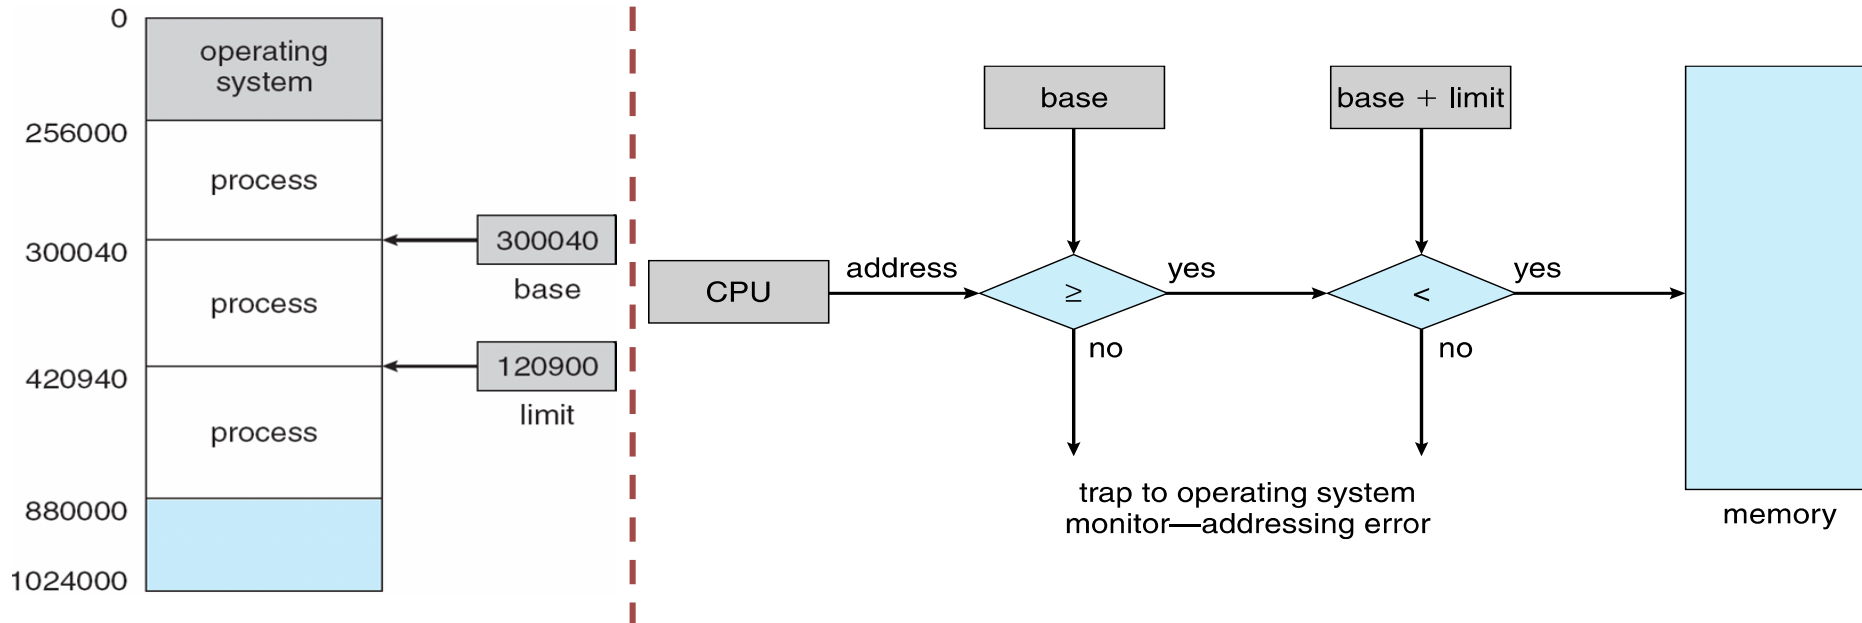 0
operating
system
256000
process
300040
process
420940
process
880000
1024000
300040
base
120900
limit
base
base + limit
CPU
address
≥
yes
<
yes
no
no
trap to operating system
monitor—addressing error
memory